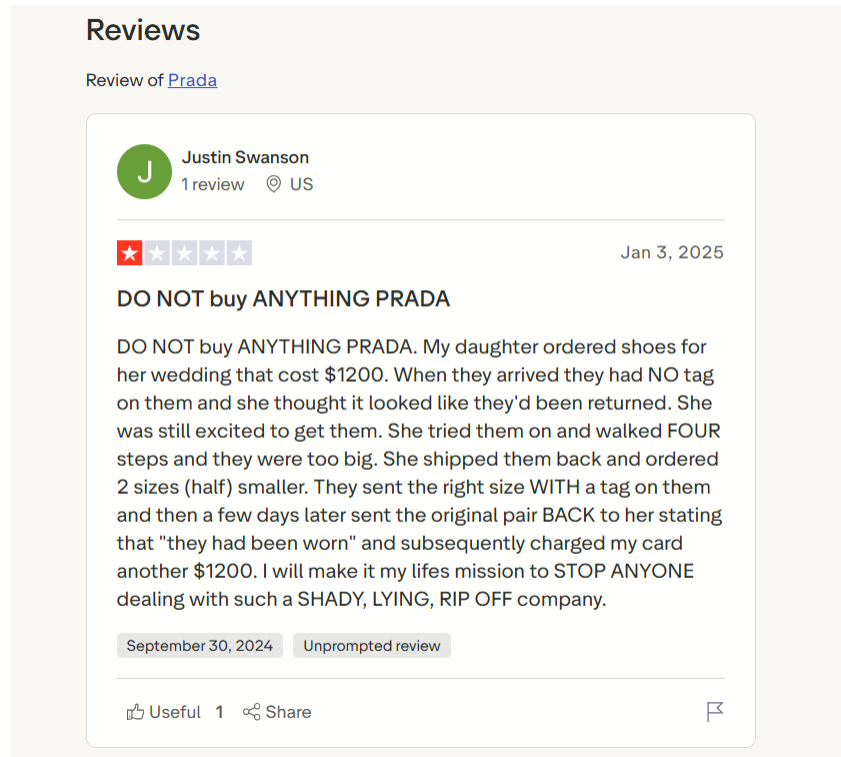 Reviews
Review of Prada
J
Justin Swanson
1 review US
Jan 3, 2025
DO NOT buy ANYTHING PRADA
DO NOT buy ANYTHING PRADA. My daughter ordered shoes for
her wedding that cost $1200. When they arrived they had NO tag
on them and she thought it looked like they'd been returned. She
was still excited to get them. She tried them on and walked FOUR
steps and they were too big. She shipped them back and ordered
2 sizes (half) smaller. They sent the right size WITH a tag on them
and then a few days later sent the original pair BACK to her stating
that "they had been worn" and subsequently charged my card
another $1200. I will make it my lifes mission to STOP ANYONE
dealing with such a SHADY, LYING, RIP OFF company.
September 30, 2024 Unprompted review
Useful 1 Share